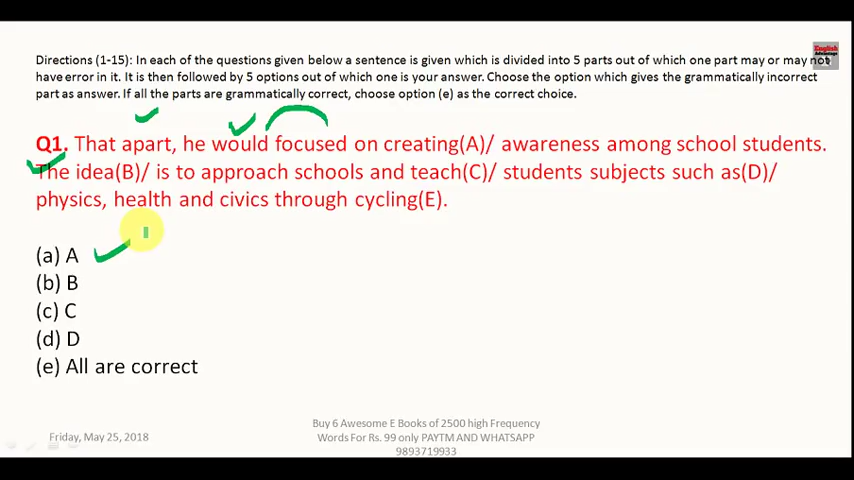 English
Advantage
Directions (1-15): In each of the questions given below a sentence is given which is divided into 5 parts out of which one part may or may not
have error in it. It is then followed by 5 options out of which one is your answer. Choose the option which gives the grammatically incorrect
part as answer. If all the parts are grammatically correct, choose option (e) as the correct choice.
Q1. That apart, he would focused on creating(A)/ awareness among school students.
The idea(B)/ is to approach schools and teach(C)/ students subjects such as(D)/
physics, health and civics through cycling(E).
(a) A
(b) B
(c) C
(d) D
(e) All are correct
Friday, May 25, 2018
Buy 6 Awesome E Books of 2500 high Frequency
Words For Rs. 99 only PAYTM AND WHATSAPP
9893719933